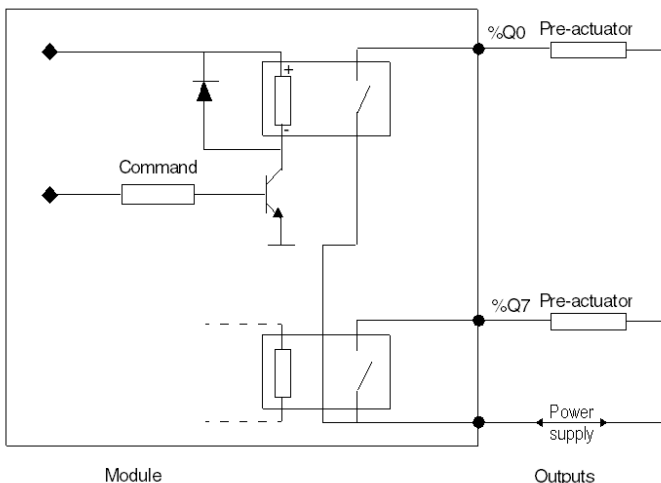 %Q0
Pre-actuator
+
-
Command
%Q7
Pre-actuator
Power
supply
Module
Outputs